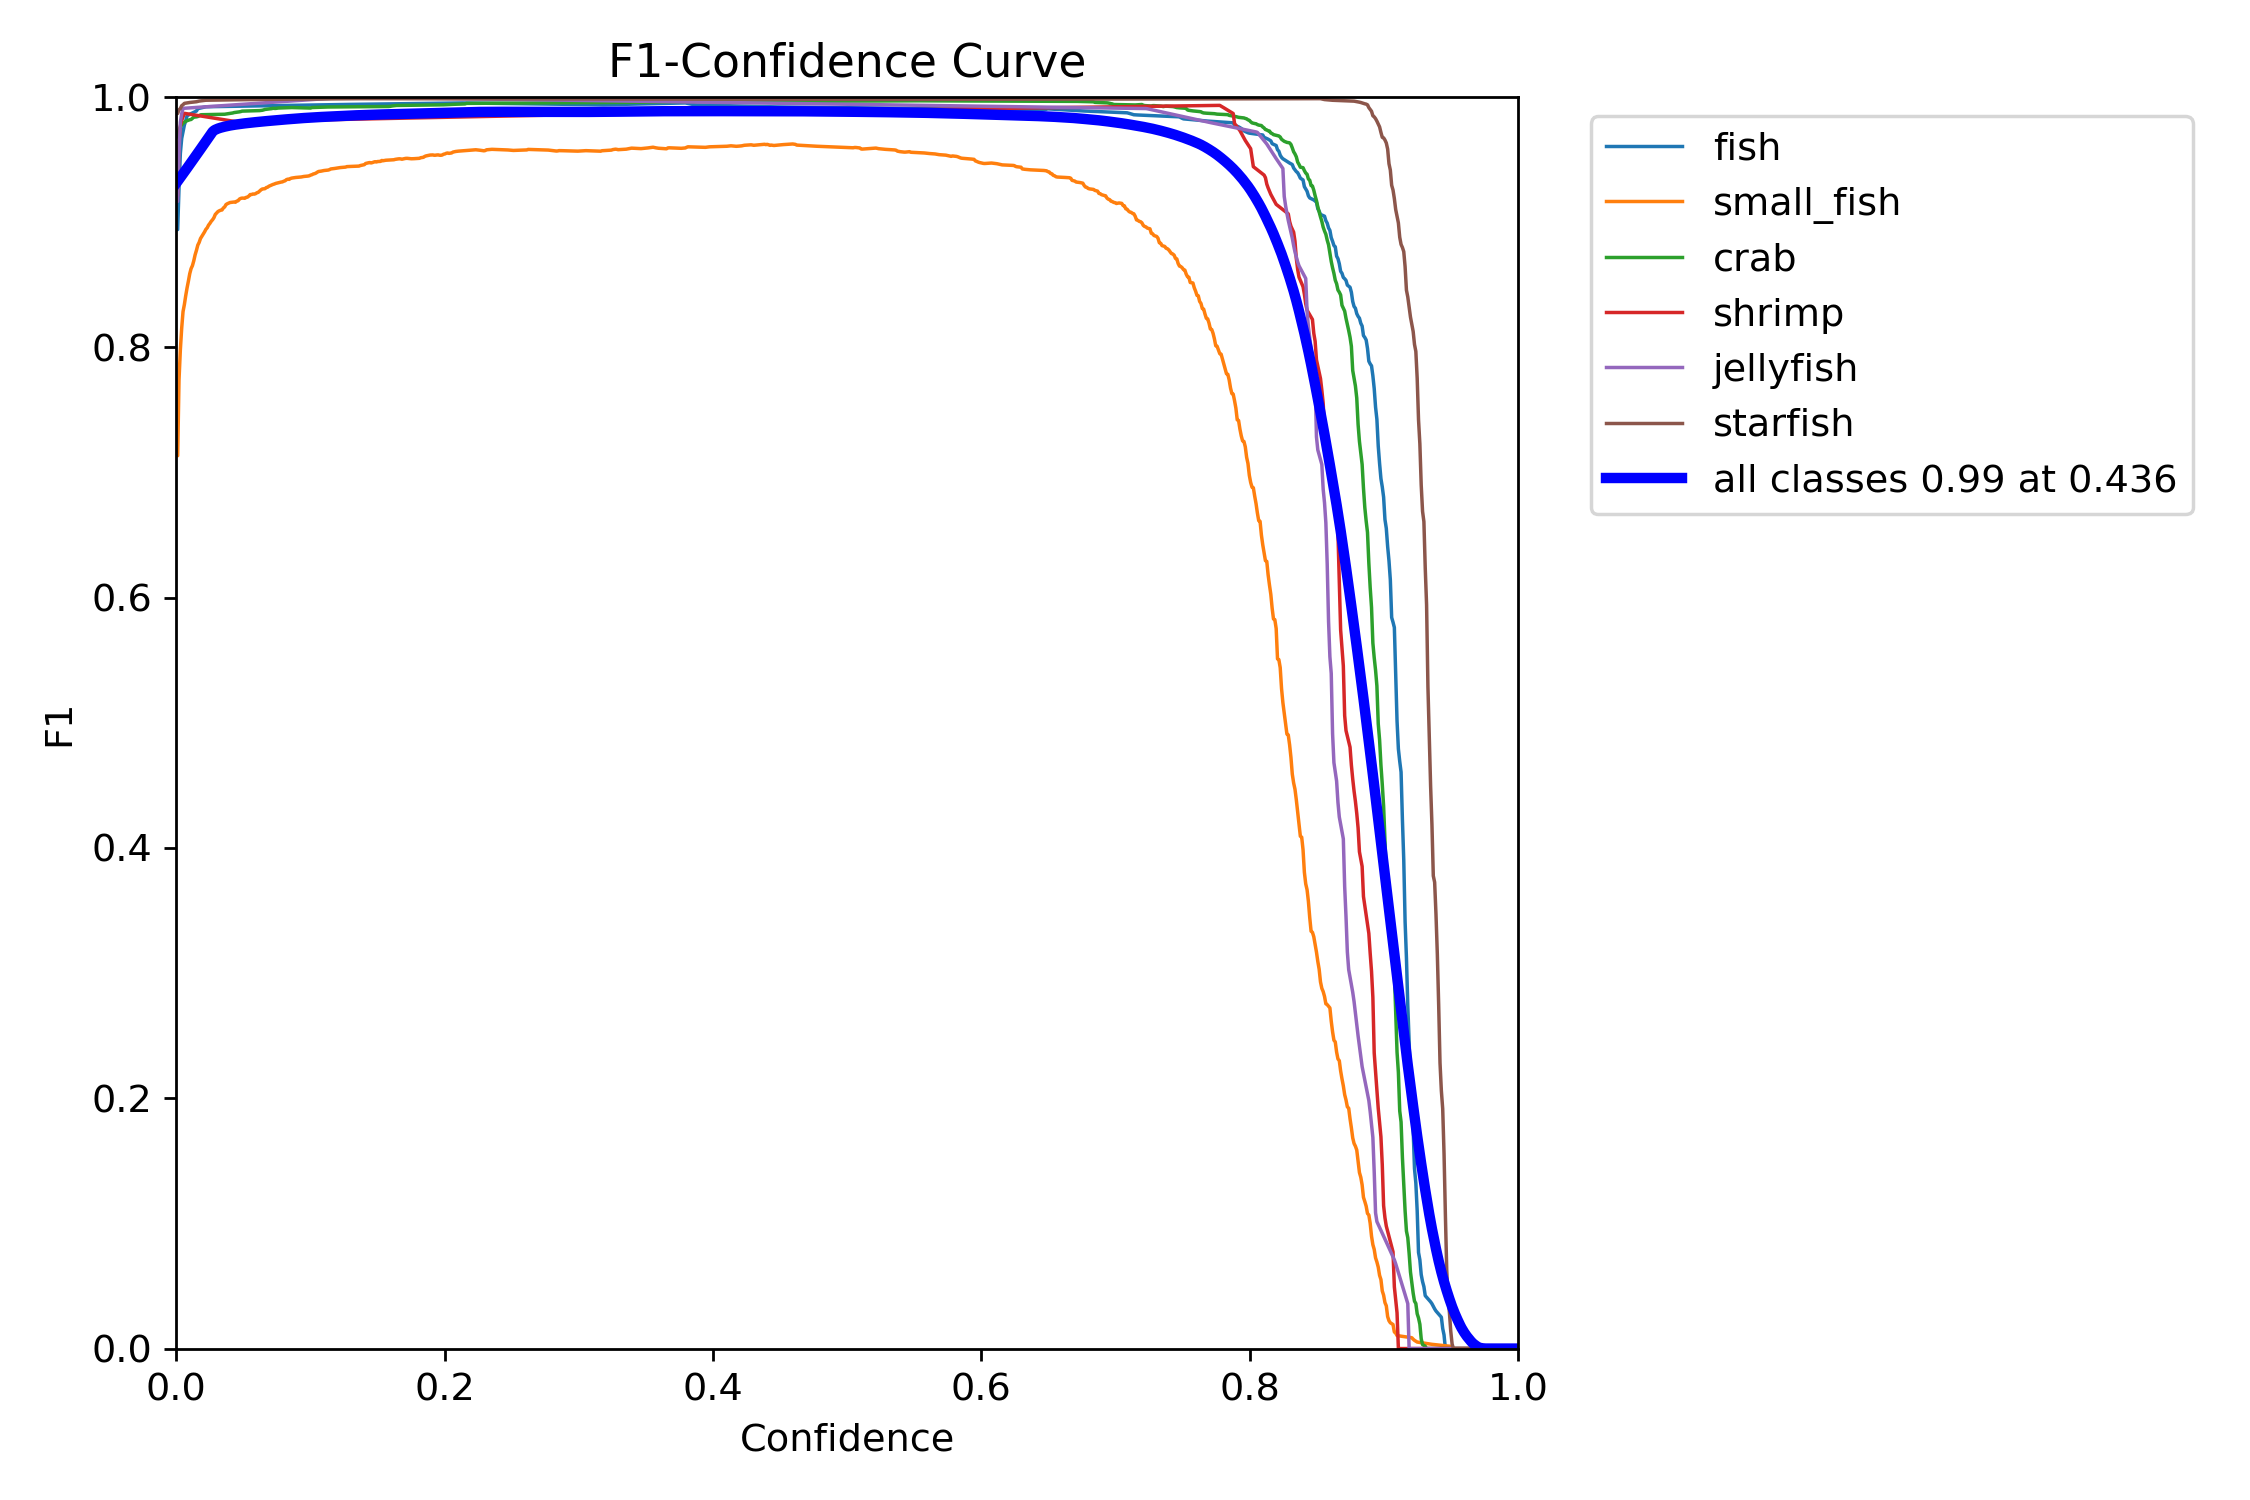 F1-Confidence Curve
1.0
0.8
0.6
0.4
0.2
0.0
F1
0.0 0.2 0.4 0.6 0.8 1.0
Confidence
fish
small_fish
crab
shrimp
jellyfish
starfish
all classes 0.99 at 0.436